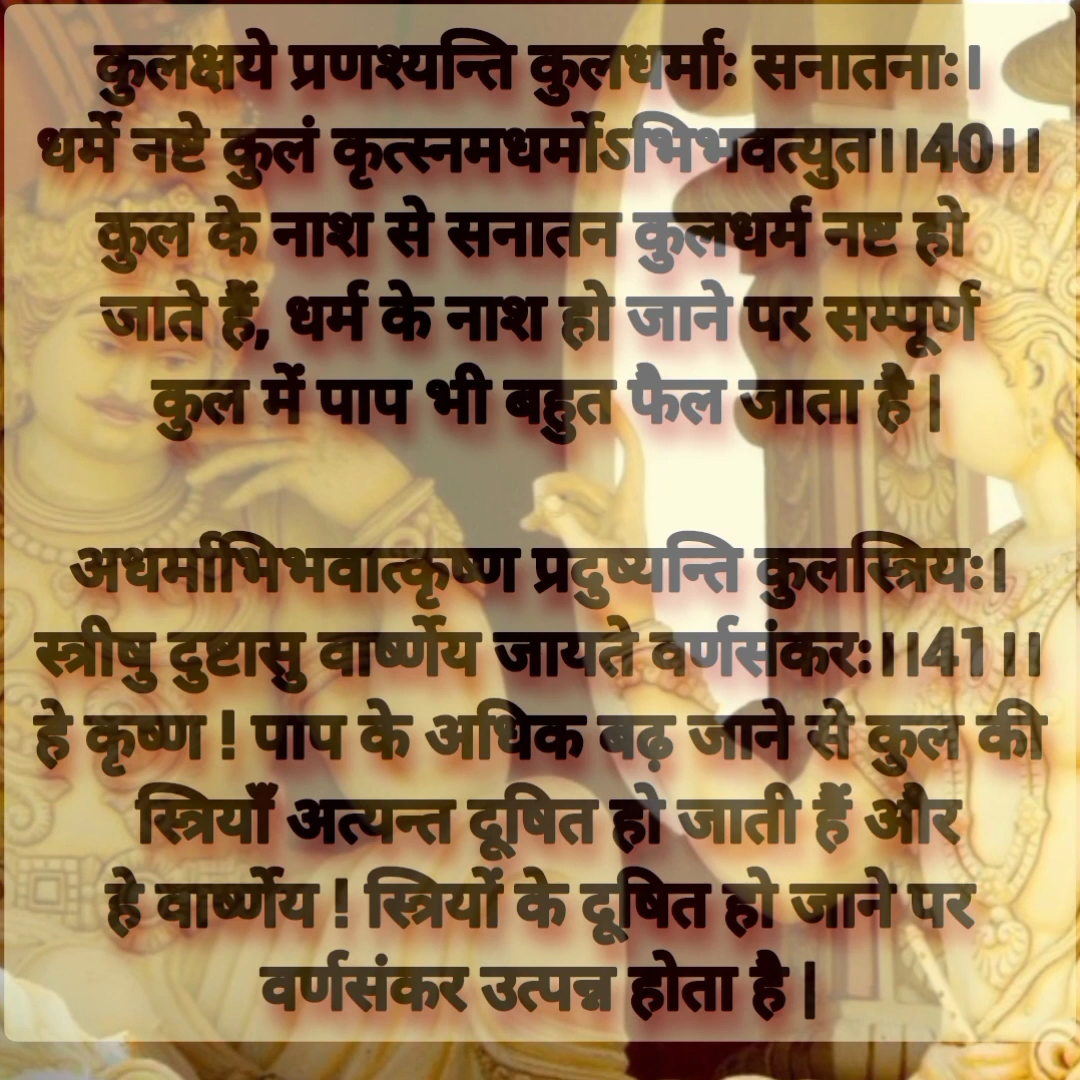 कुलक्षये प्रणश्यन्ति कुलधर्माः सनातनाः।
धर्मे नष्टे कुलं कृत्स्नमधर्मोऽभिभवत्युत।।40।।
कुल के नाश से सनातन कुलधर्म नष्ट हो
जाते हैं, धर्म के नाश हो जाने पर सम्पूर्ण
कुल में पाप भी बहुत फैल जाता है |
अधर्माभिभवात्कृष्ण प्रदुष्यन्ति कुलस्त्रियः।
स्त्रीषु दुष्टासु वार्ष्णेय जायते वर्णसंकरः।।41।।
हे कृष्ण ! पाप के अधिक बढ़ जाने से कुल की
स्त्रियाँ अत्यन्त दूषित हो जाती हैं और
हे वार्ष्णेय ! स्त्रियों के दूषित हो जाने पर
वर्णसंकर उत्पन्न होता है |